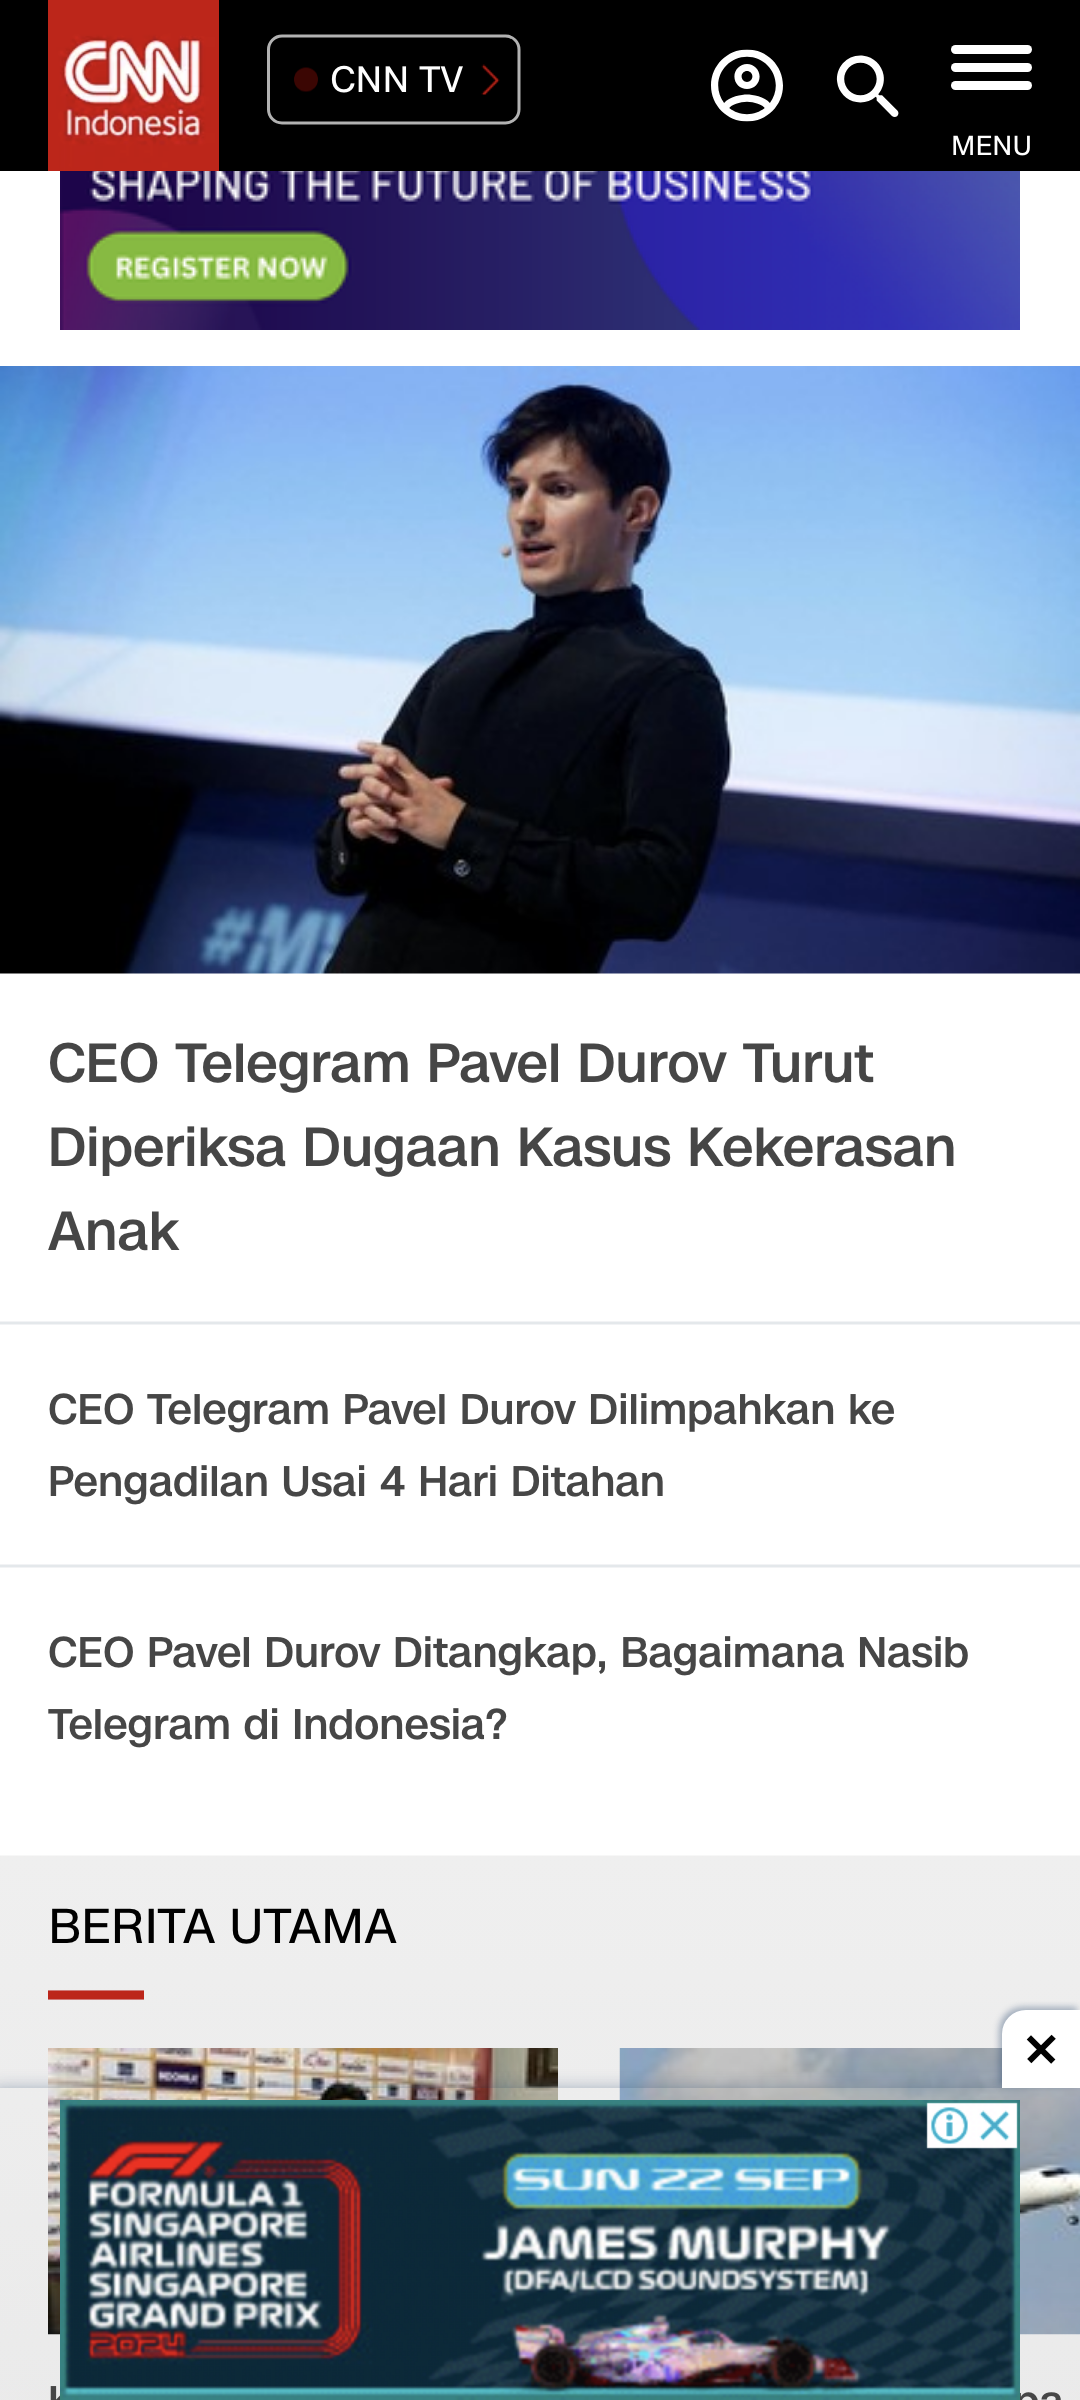 CNN
Indonesia
CNN TV
MENU
SHAPING THE FUTURE OF BUSINESS
REGISTER NOW
CEO Telegram Pavel Durov Turut
Diperiksa Dugaan Kasus Kekerasan
Anak
CEO Telegram Pavel Durov Dilimpahkan ke
Pengadilan Usai 4 Hari Ditahan
CEO Pavel Durov Ditangkap, Bagaimana Nasib
Telegram di Indonesia?
BERITA UTAMA
F1
FORMULA 1
SINGAPORE
AIRLINES
SINGAPORE
GRAND PRIX
2024
SUN 22 SEP
JAMES MURPHY
(DFA/LCD SOUNDSYSTEM)